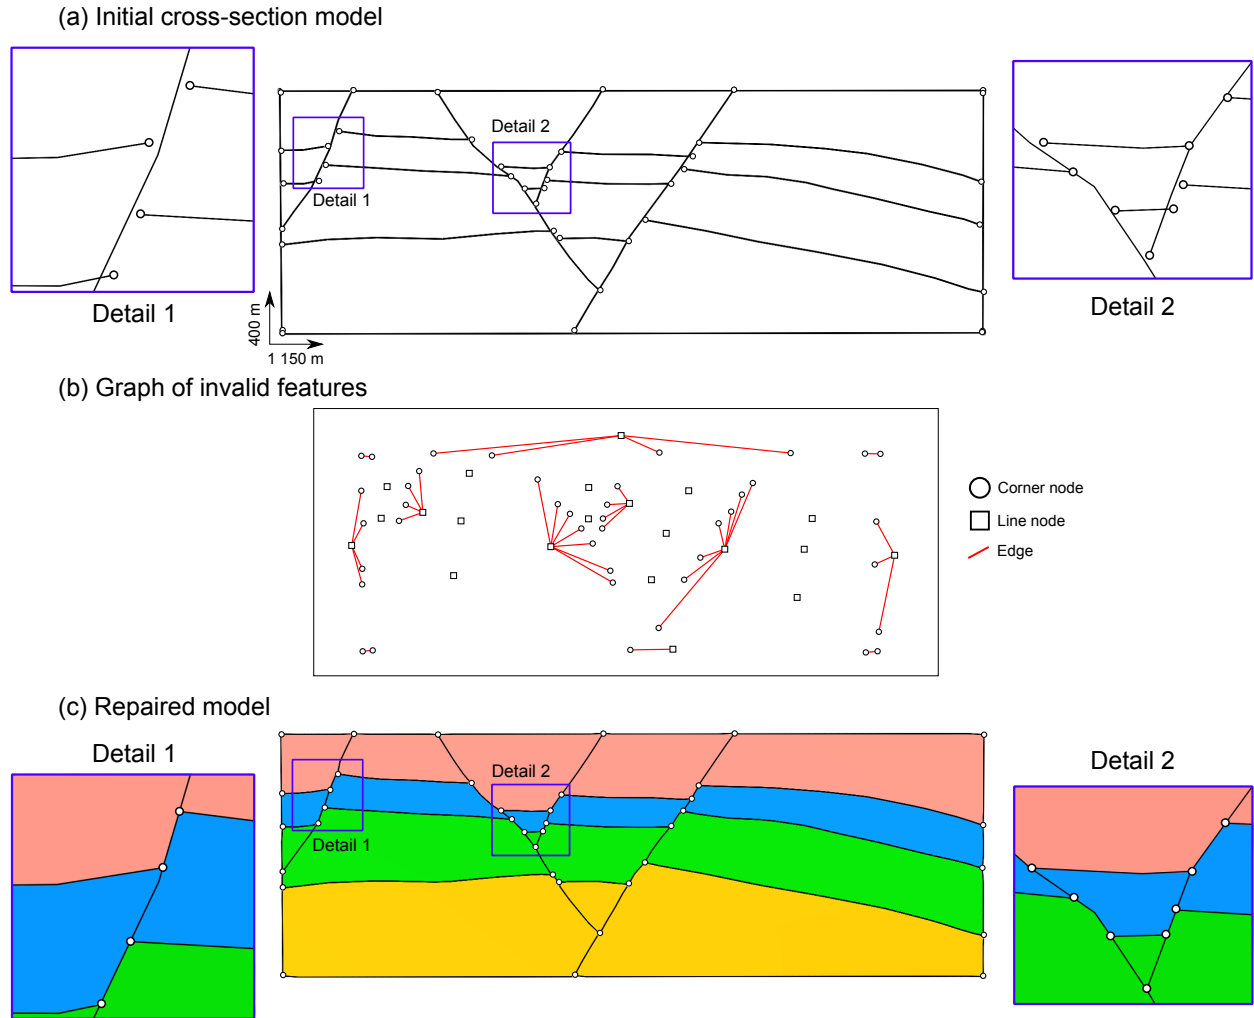 (a) Initial cross-section model
Detail 2
Detail 1
Detail 1
Detail 2
400 m
1 150 m
(b) Graph of invalid features
Corner node
Line node
Edge
(c) Repaired model
Detail 1
Detail 2
Detail 2
Detail 1